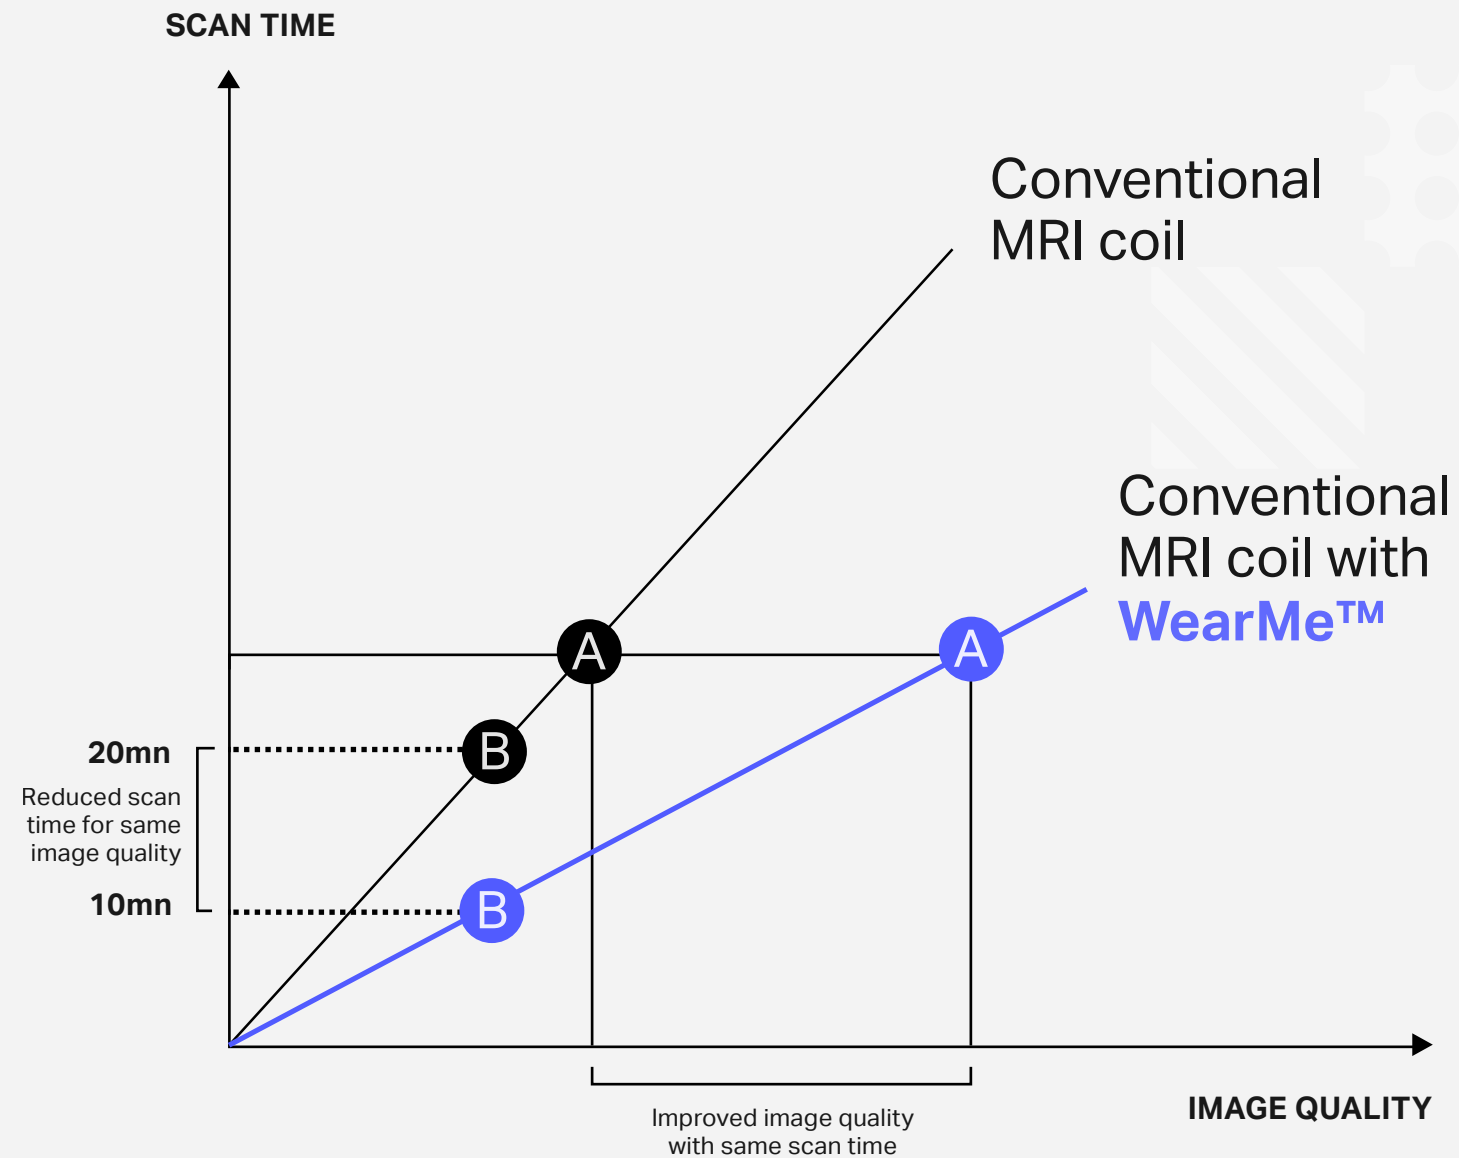 SCAN TIME
Conventional
MRI coil
Conventional
MRI coil with
WearMe™
A
A
B
20mn
Reduced scan
time for same
image quality
10mn
B
IMAGE QUALITY
Improved image quality
with same scan time